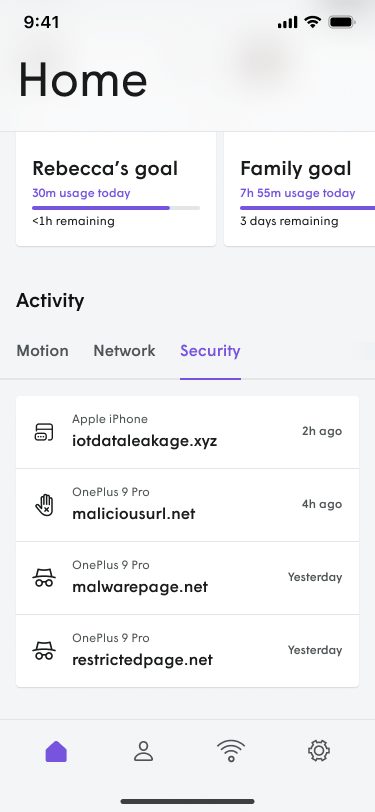 9:41
Home
Rebecca’s goal
30m usage today
<1h remaining
Family goal
7h 55m usage today
3 days remaining
Activity
Motion Network Security
Apple iPhone
iotdataleakage.xyz
2h ago
OnePlus 9 Pro
maliciousurl.net
4h ago
OnePlus 9 Pro
malwarepage.net
Yesterday
OnePlus 9 Pro
restrictedpage.net
Yesterday